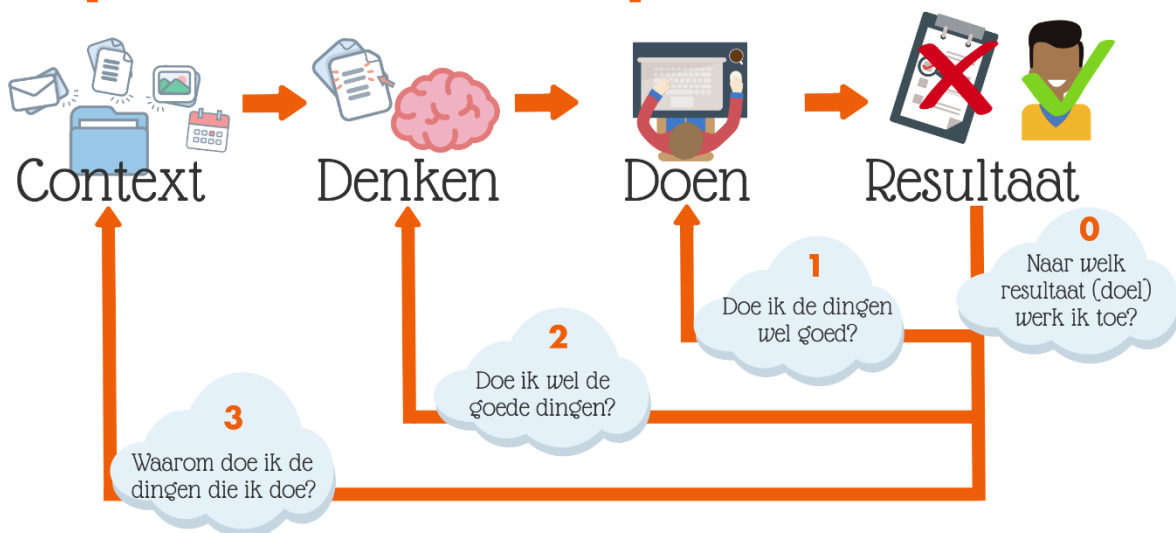 Context
Denken
Doen
Resultaat
0
Naar welk
resultaat (doel)
werk ik toe?
1
Doe ik de dingen
wel goed?
2
Doe ik wel de
goede dingen?
3
Waarom doe ik de
dingen die ik doe?